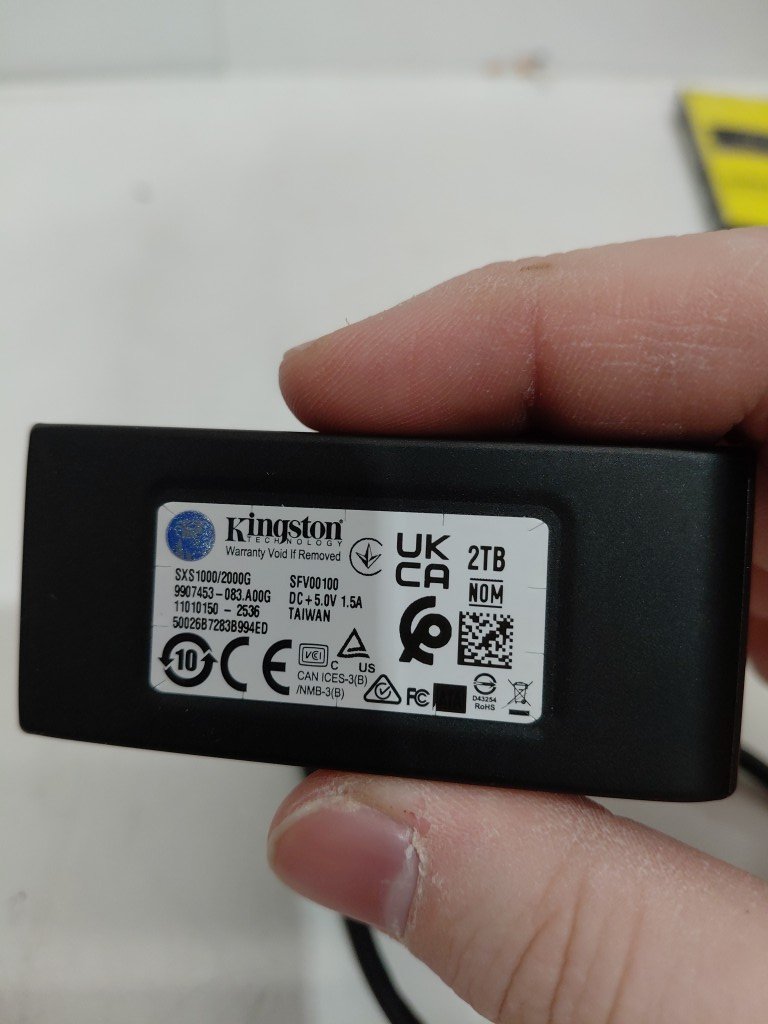 Kingston
TECHNOLOGY
Warranty Void If Removed
SXS1000/2000G
9907453-083.A00G
11010150 - 2536
50026B7283B994ED
SFV00100
DC+5.0V 1.5A
TAIWAN
UK
CA
2TB
NOM
10
CE
VCI
C US
CAN ICES-3(B)
/NMB-3(B)
FC
D43254
RoHS